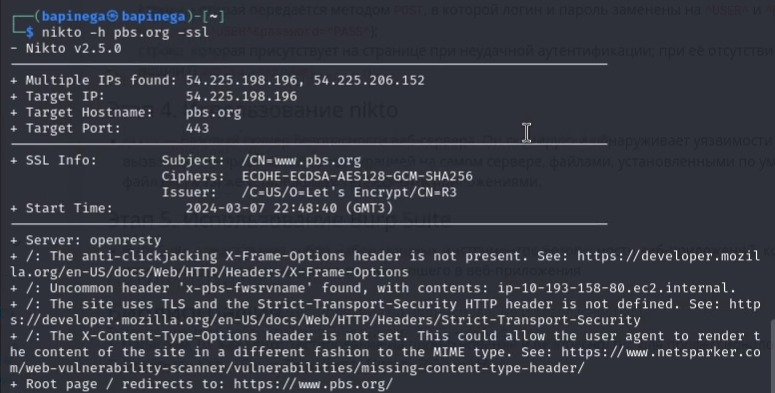 ┌──(bapinega㉿bapinega)-[~]
└─$ nikto -h pbs.org -ssl
- Nikto v2.5.0
+ Multiple IPs found: 54.225.198.196, 54.225.206.152
+ Target IP:          54.225.198.196
+ Target Hostname:    pbs.org
+ Target Port:        443
+ SSL Info:        Subject:  /CN=www.pbs.org
                   Ciphers:  ECDHE-ECDSA-AES128-GCM-SHA256
                   Issuer:   /C=US/O=Let's Encrypt/CN=R3
+ Start Time:         2024-03-07 22:48:40 (GMT3)
+ Server: openresty
+ /: The anti-clickjacking X-Frame-Options header is not present. See: https://developer.mozil
la.org/en-US/docs/Web/HTTP/Headers/X-Frame-Options
+ /: Uncommon header 'x-pbs-fwsrvname' found, with contents: ip-10-193-158-80.ec2.internal.
+ /: The site uses TLS and the Strict-Transport-Security HTTP header is not defined. See: http
s://developer.mozilla.org/en-US/docs/Web/HTTP/Headers/Strict-Transport-Security
+ /: The X-Content-Type-Options header is not set. This could allow the user agent to render t
he content of the site in a different fashion to the MIME type. See: https://www.netsparker.co
m/web-vulnerability-scanner/vulnerabilities/missing-content-type-header/
+ Root page / redirects to: https://www.pbs.org/